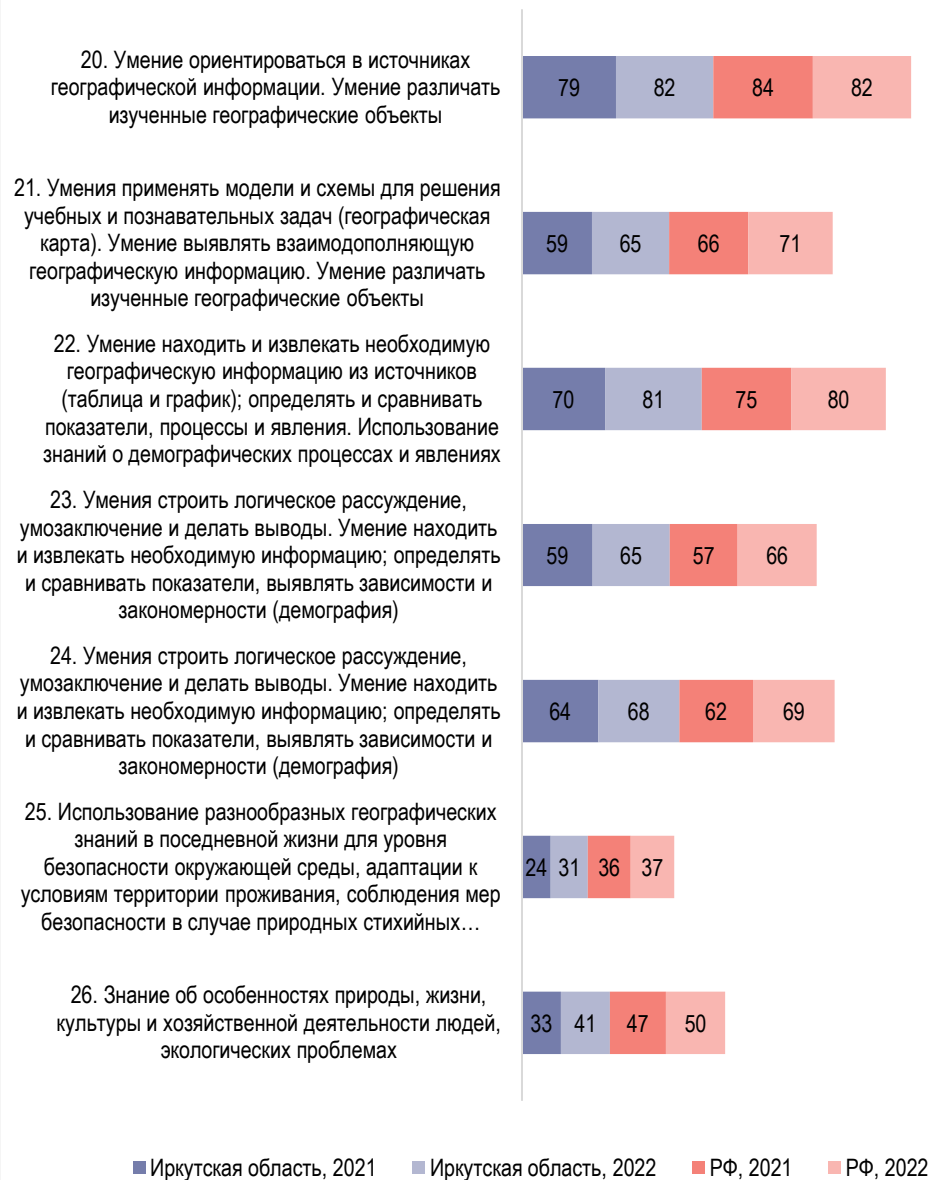 20. Умение ориентироваться в источниках
географической информации. Умение различать
изученные географические объекты
79 82 84 82
21. Умения применять модели и схемы для решения
учебных и познавательных задач (географическая
карта). Умение выявлять взаимодополняющую
географическую информацию. Умение различать
изученные географические объекты
59 65 66 71
22. Умение находить и извлекать необходимую
географическую информацию из источников
(таблица и график); определять и сравнивать
показатели, процессы и явления. Использование
знаний о демографических процессах и явлениях
70 81 75 80
23. Умения строить логическое рассуждение,
умозаключение и делать выводы. Умение находить
и извлекать необходимую информацию; определять
и сравнивать показатели, выявлять зависимости и
закономерности (демография)
59 65 57 66
24. Умения строить логическое рассуждение,
умозаключение и делать выводы. Умение находить
и извлекать необходимую информацию; определять
и сравнивать показатели, выявлять зависимости и
закономерности (демография)
64 68 62 69
25. Использование разнообразных географических
знаний в поседневной жизни для уровня
безопасности окружающей среды, адаптации к
условиям территории проживания, соблюдения мер
безопасности в случае природных стихийных…
24 31 36 37
26. Знание об особенностях природы, жизни,
культуры и хозяйственной деятельности людей,
экологических проблемах
33 41 47 50
Иркутская область, 2021 Иркутская область, 2022 РФ, 2021 РФ, 2022